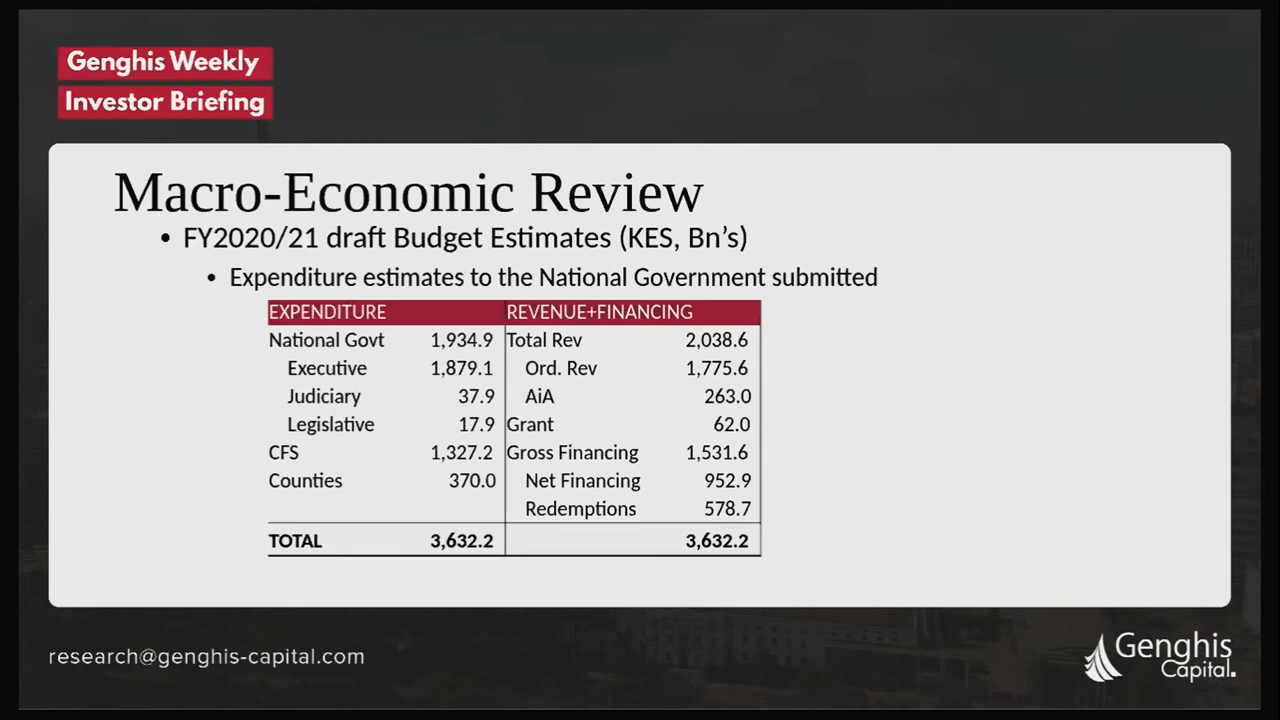 Genghis Weekly
Investor Briefing
Macro-Economic Review
• FY2020/21 draft Budget Estimates (KES, Bn's)
• Expenditure estimates to the National Government submitted
EXPENDITURE REVENUE+FINANCING
National Govt 1,934.9 Total Rev 2,038.6
Executive 1,879.1 Ord. Rev 1,775.6
Judiciary 37.9 AiA 263.0
Legislative 17.9 Grant 62.0
CFS 1,327.2 Gross Financing 1,531.6
Counties 370.0 Net Financing 952.9
Redemptions 578.7
TOTAL 3,632.2 3,632.2
research@genghis-capital.com
Genghis
Capital.